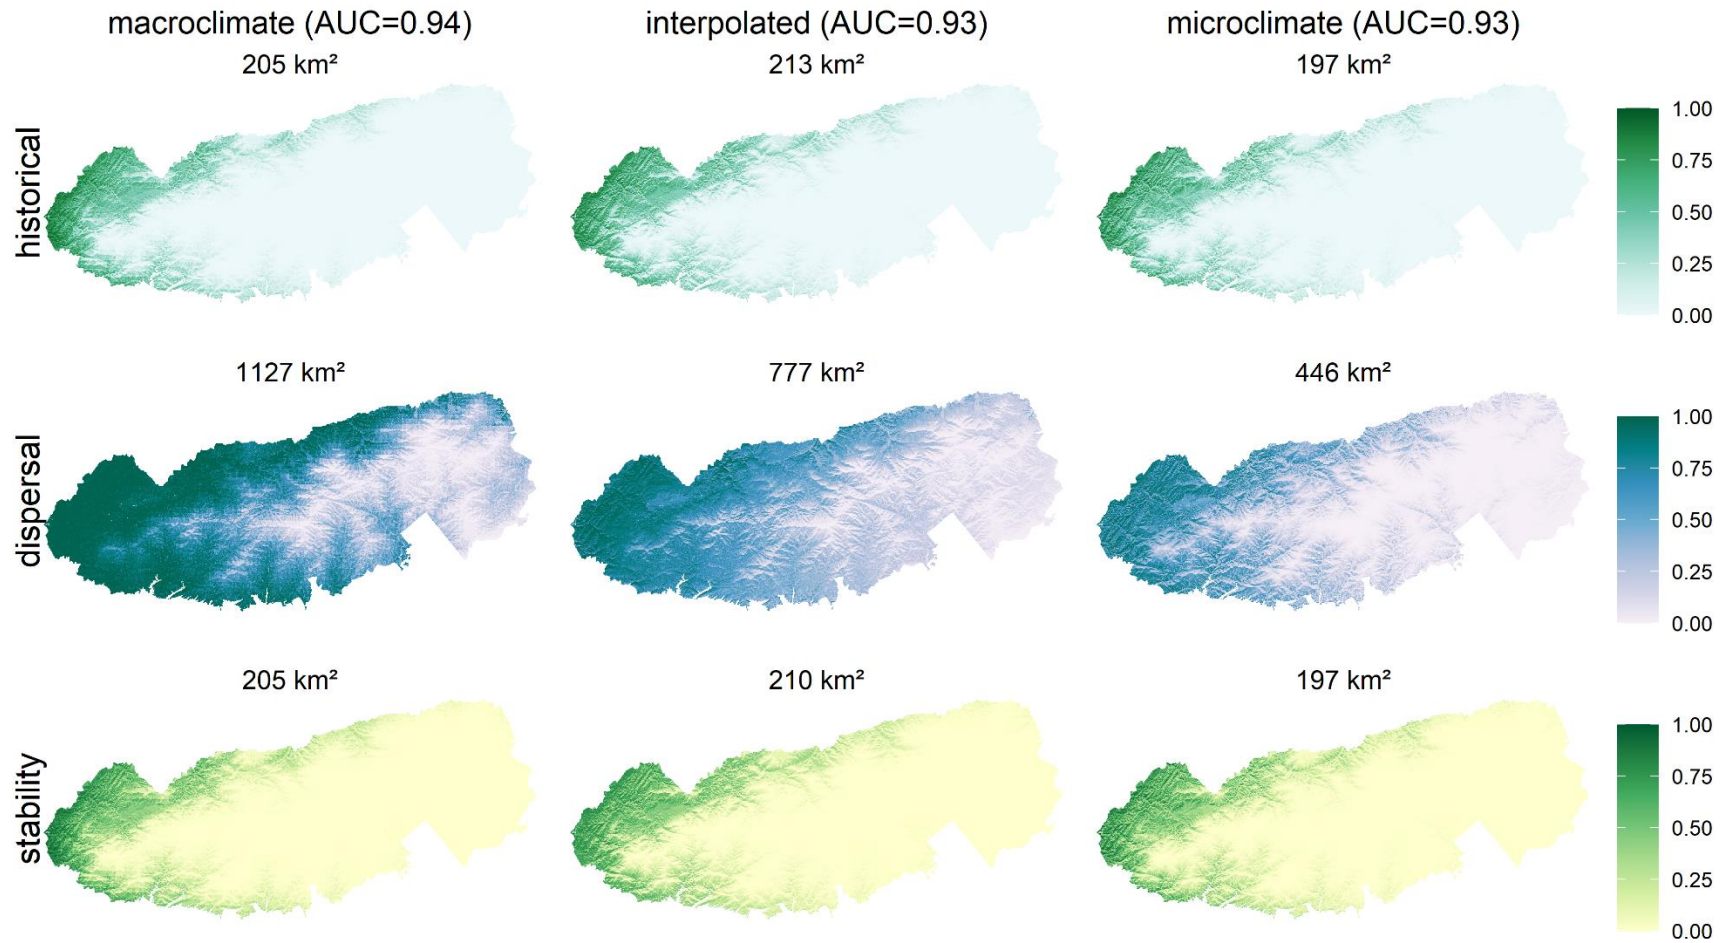 macroclimate (AUC=0.94) interpolated (AUC=0.93) microclimate (AUC=0.93)
205 km² 213 km² 197 km²
historical
1.00
0.75
0.50
0.25
0.00
1127 km² 777 km² 446 km²
dispersal
1.00
0.75
0.50
0.25
0.00
205 km² 210 km² 197 km²
stability
1.00
0.75
0.50
0.25
0.00